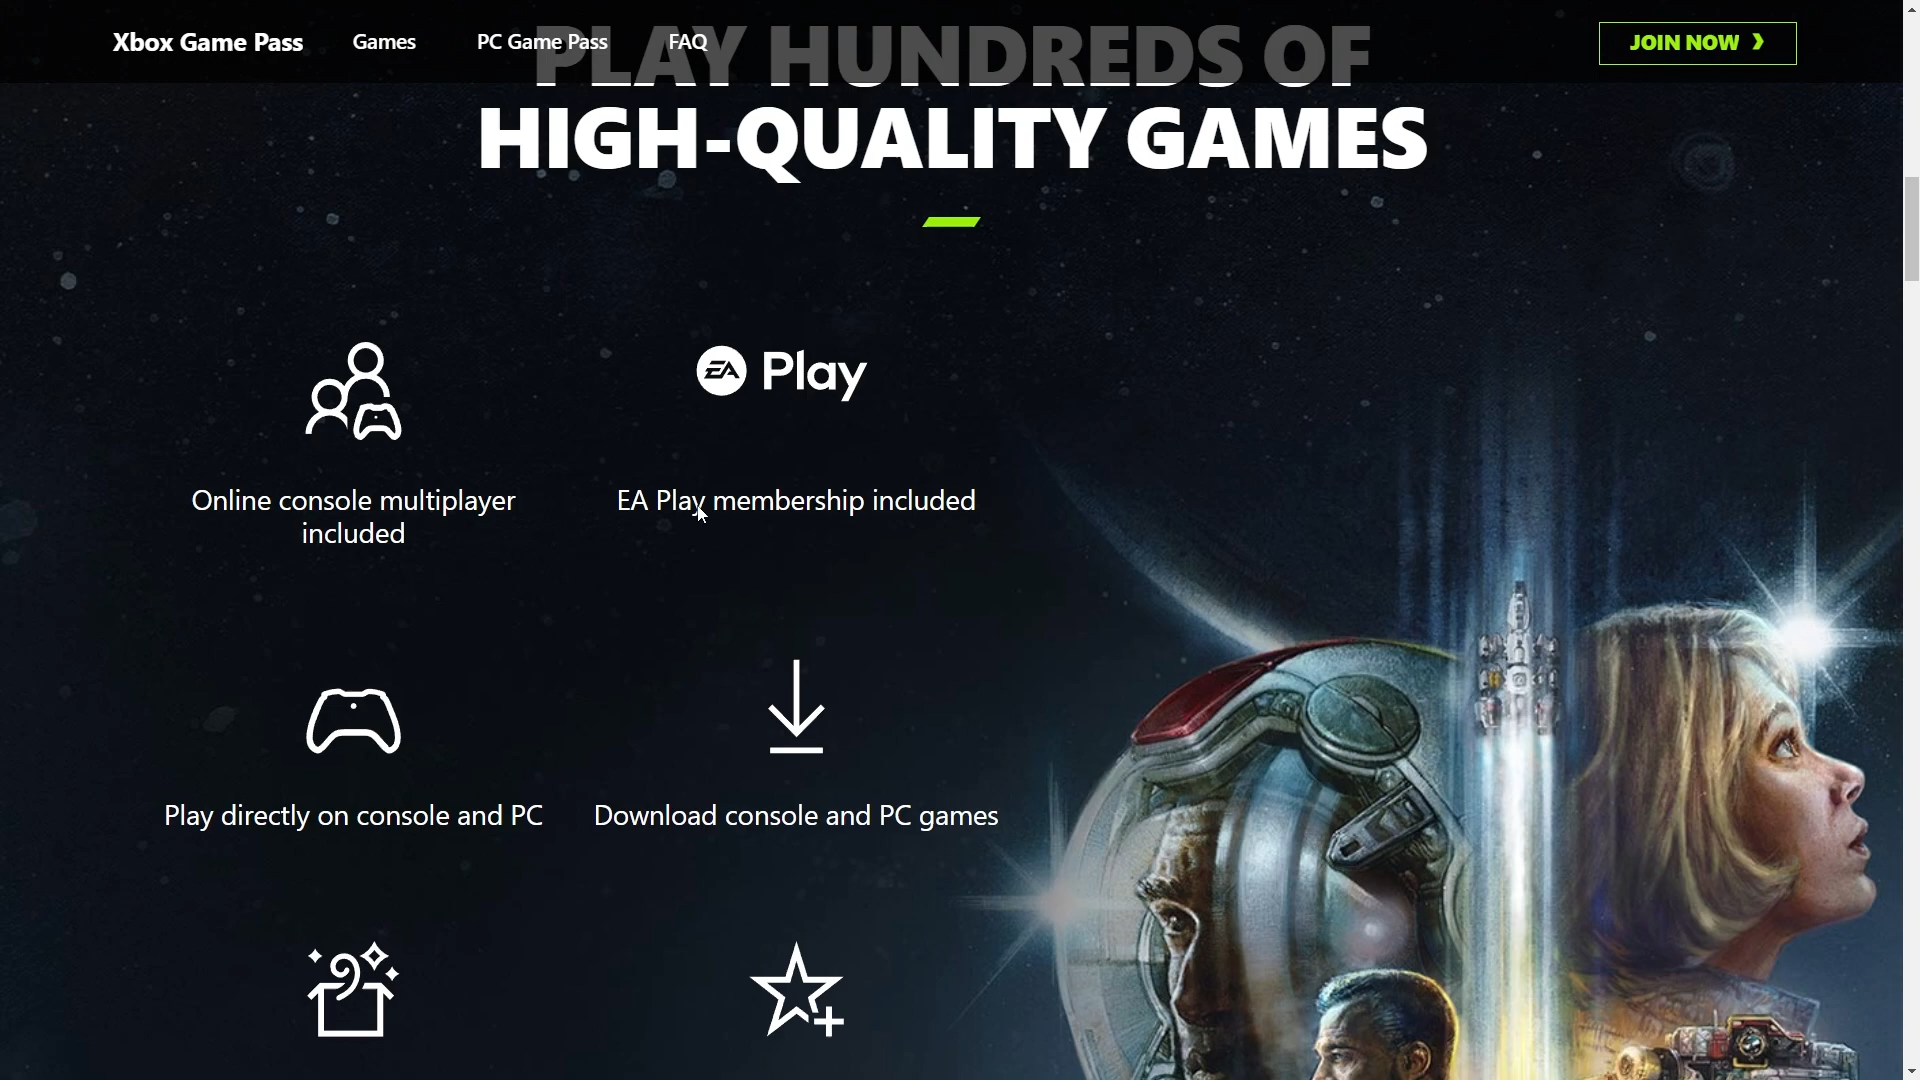 Xbox Game Pass
Games
PC Game Pass
FAQ
JOIN NOW
PLAY HUNDREDS OF
HIGH-QUALITY GAMES
EA Play
Online console multiplayer
included
EA Play membership included
Play directly on console and PC
Download console and PC games